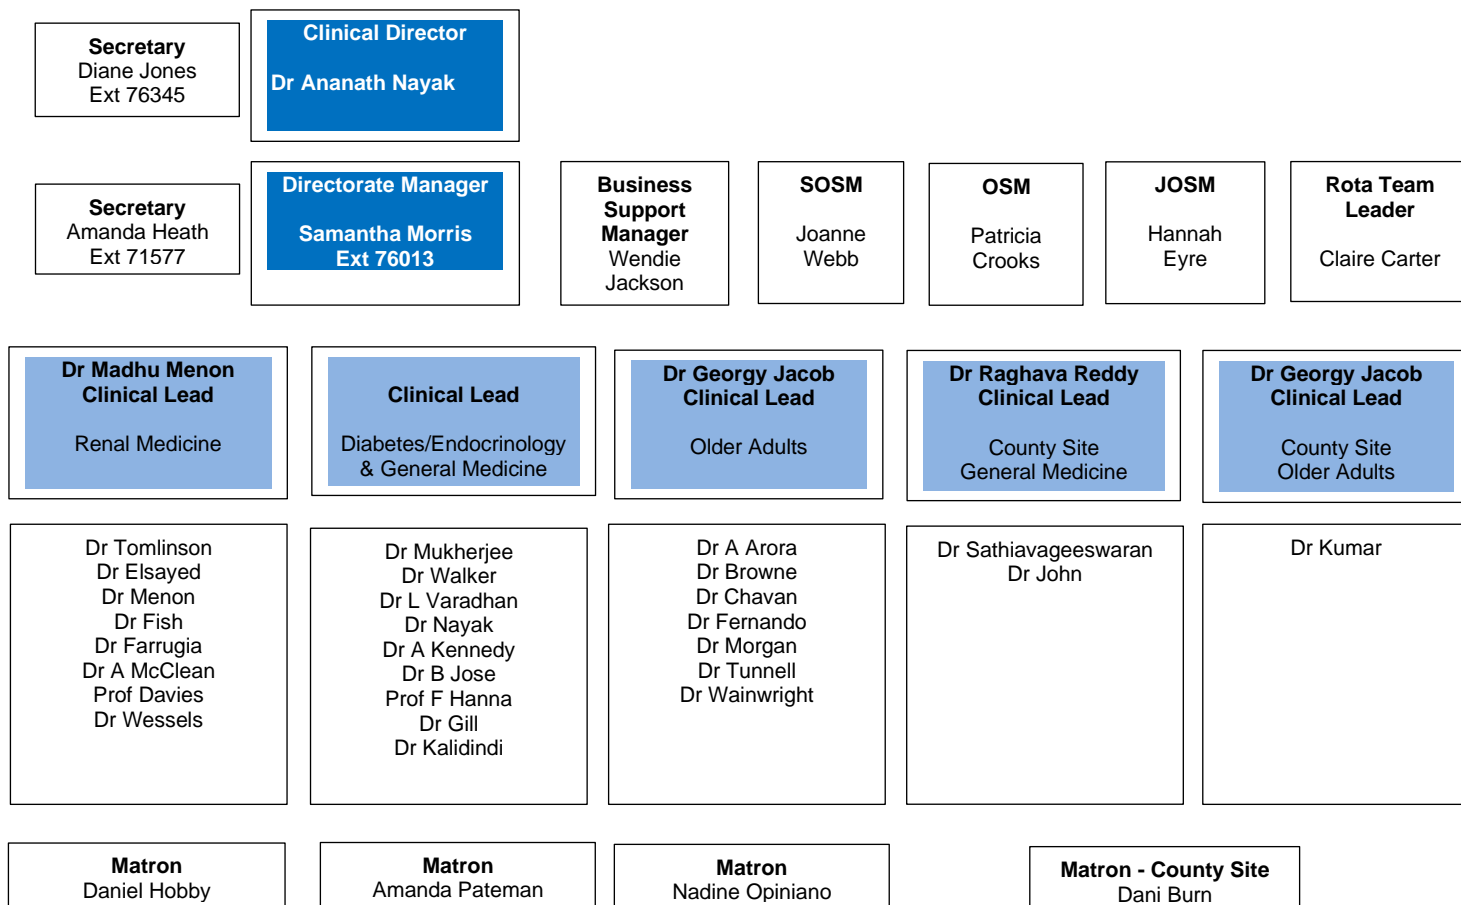 Secretary
Diane Jones
Ext 76345
Clinical Director
Dr Ananath Nayak
Secretary
Amanda Heath
Ext 71577
Directorate Manager
Samantha Morris
Ext 76013
Business
Support
Manager
Wendie
Jackson
SOSM
Joanne
Webb
OSM
Patricia
Crooks
JOSM
Hannah
Eyre
Rota Team
Leader
Claire Carter
Dr Madhu Menon
Clinical Lead
Renal Medicine
Clinical Lead
Diabetes/Endocrinology
& General Medicine
Dr Georgy Jacob
Clinical Lead
Older Adults
Dr Raghava Reddy
Clinical Lead
County Site
General Medicine
Dr Georgy Jacob
Clinical Lead
County Site
Older Adults
Dr Tomlinson
Dr Elsayed
Dr Menon
Dr Fish
Dr Farrugia
Dr A McClean
Prof Davies
Dr Wessels
Dr Mukherjee
Dr Walker
Dr L Varadhan
Dr Nayak
Dr A Kennedy
Dr B Jose
Prof F Hanna
Dr Gill
Dr Kalidindi
Dr A Arora
Dr Browne
Dr Chavan
Dr Fernando
Dr Morgan
Dr Tunnell
Dr Wainwright
Dr Sathiavageeswaran
Dr John
Dr Kumar
Matron
Daniel Hobby
Matron
Amanda Pateman
Matron
Nadine Opiniano
Matron - County Site
Dani Burn